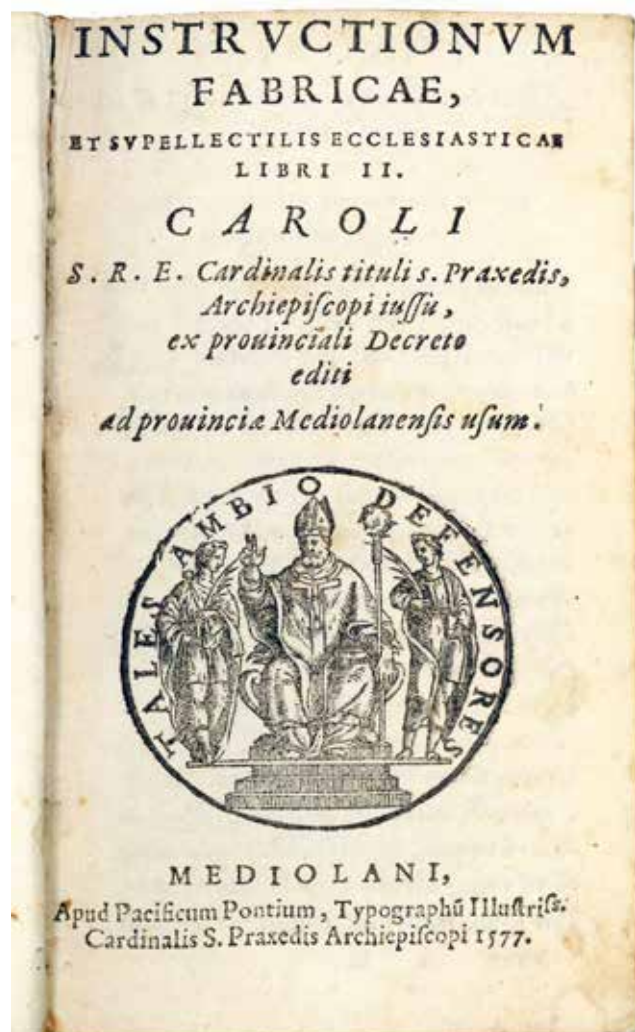 INSTRVCTIONVM
FABRICAE,
ET SVPELLECTILIS ECCLESIASTICAE
LIBRI II.
CAROLI
S. R. E. Cardinalis tituli s. Praxedis,
Archiepiſcopi iuſſu,
ex prouinciali Decreto
editi
ad prouinciæ Mediolanenſis uſum.
TALES AMBIO DEFENSORES
MEDIOLANI,
Apud Pacificum Pontium, Typographū Illuſtriſs.
Cardinalis S. Praxedis Archiepiſcopi 1577.